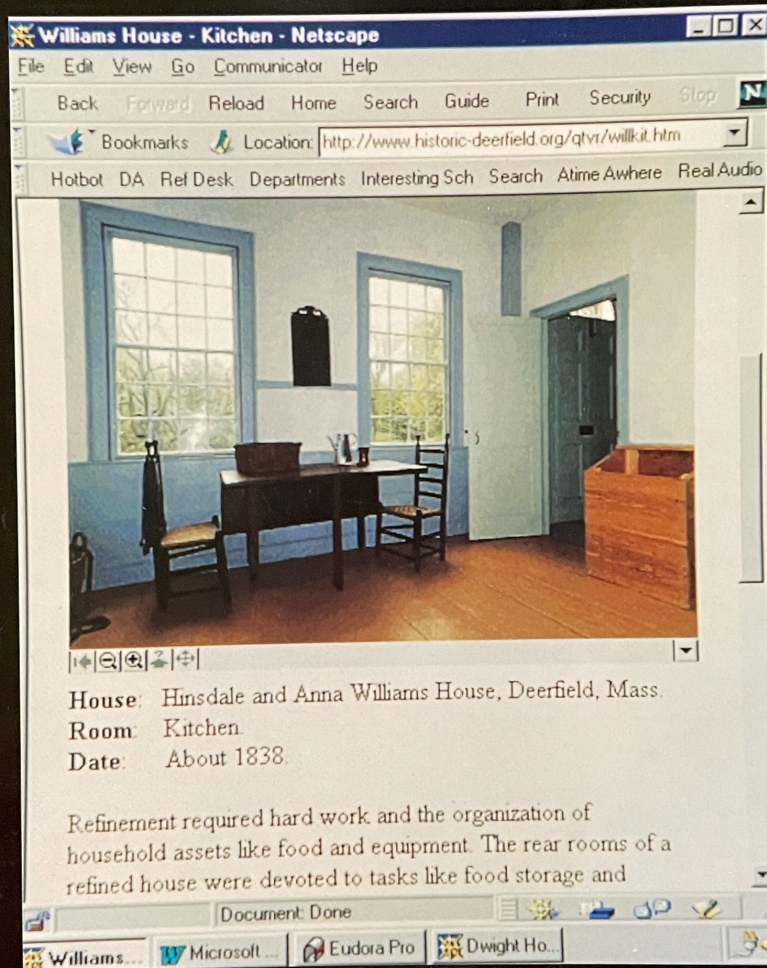 Williams House - Kitchen - Netscape
File Edit View Go Communicator Help
Back Forward Reload Home Search Guide Print Security Stop N
Bookmarks Location: http://www.historic-deerfield.org/qtvr/willkit.htm
Hotbot DA Ref Desk Departments Interesting Sch Search Atime Awhere Real Audio
House: Hinsdale and Anna Williams House, Deerfield, Mass.
Room: Kitchen.
Date: About 1838.
Refinement required hard work and the organization of
household assets like food and equipment. The rear rooms of a
refined house were devoted to tasks like food storage and
Document: Done
Williams... W Microsoft ... Eudora Pro Dwight Ho...